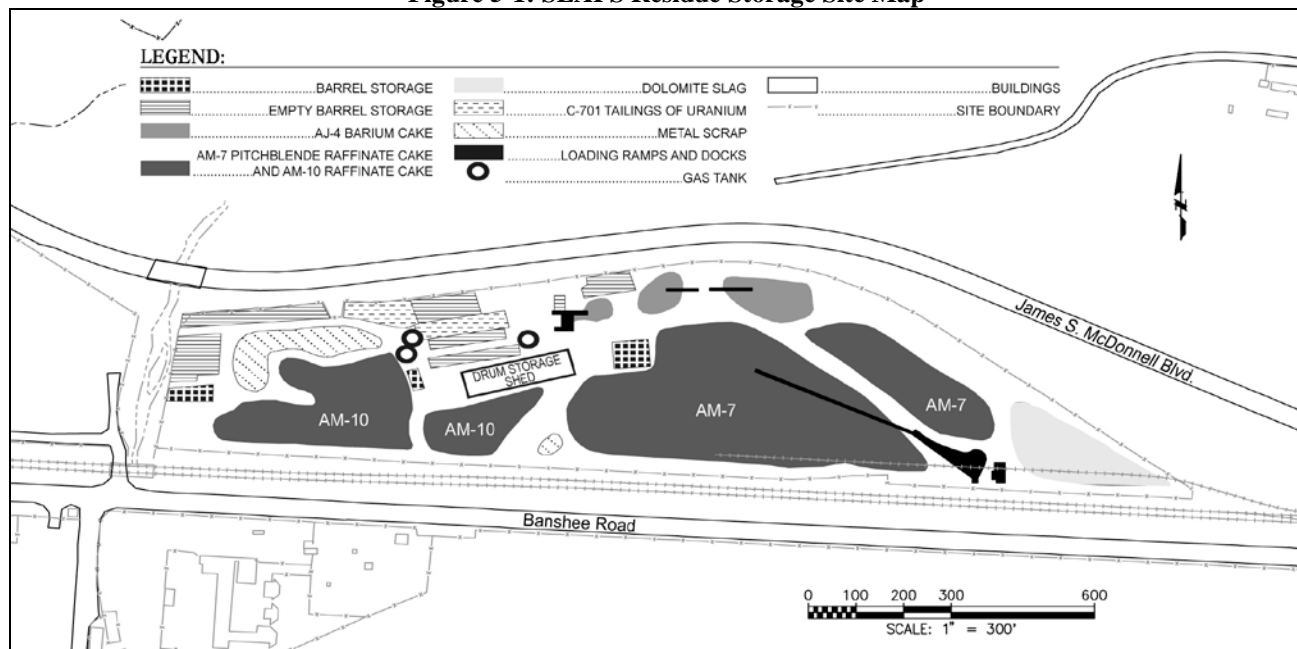 Figure 3-1: SLAPS Residue Storage Site Map
LEGEND:
BARREL STORAGE
EMPTY BARREL STORAGE
AJ-4 BARIUM CAKE
AM-7 PITCHBLENDE RAFFINATE CAKE
AND AM-10 RAFFINATE CAKE
DOLOMITE SLAG
C-701 TAILINGS OF URANIUM
METAL SCRAP
LOADING RAMPS AND DOCKS
GAS TANK
BUILDINGS
SITE BOUNDARY
N
James S. McDonnell Blvd.
DRUM STORAGE
SHED
AM-10
AM-10
AM-7
AM-7
Banshee Road
0 100 200 300 600
SCALE: 1" = 300'